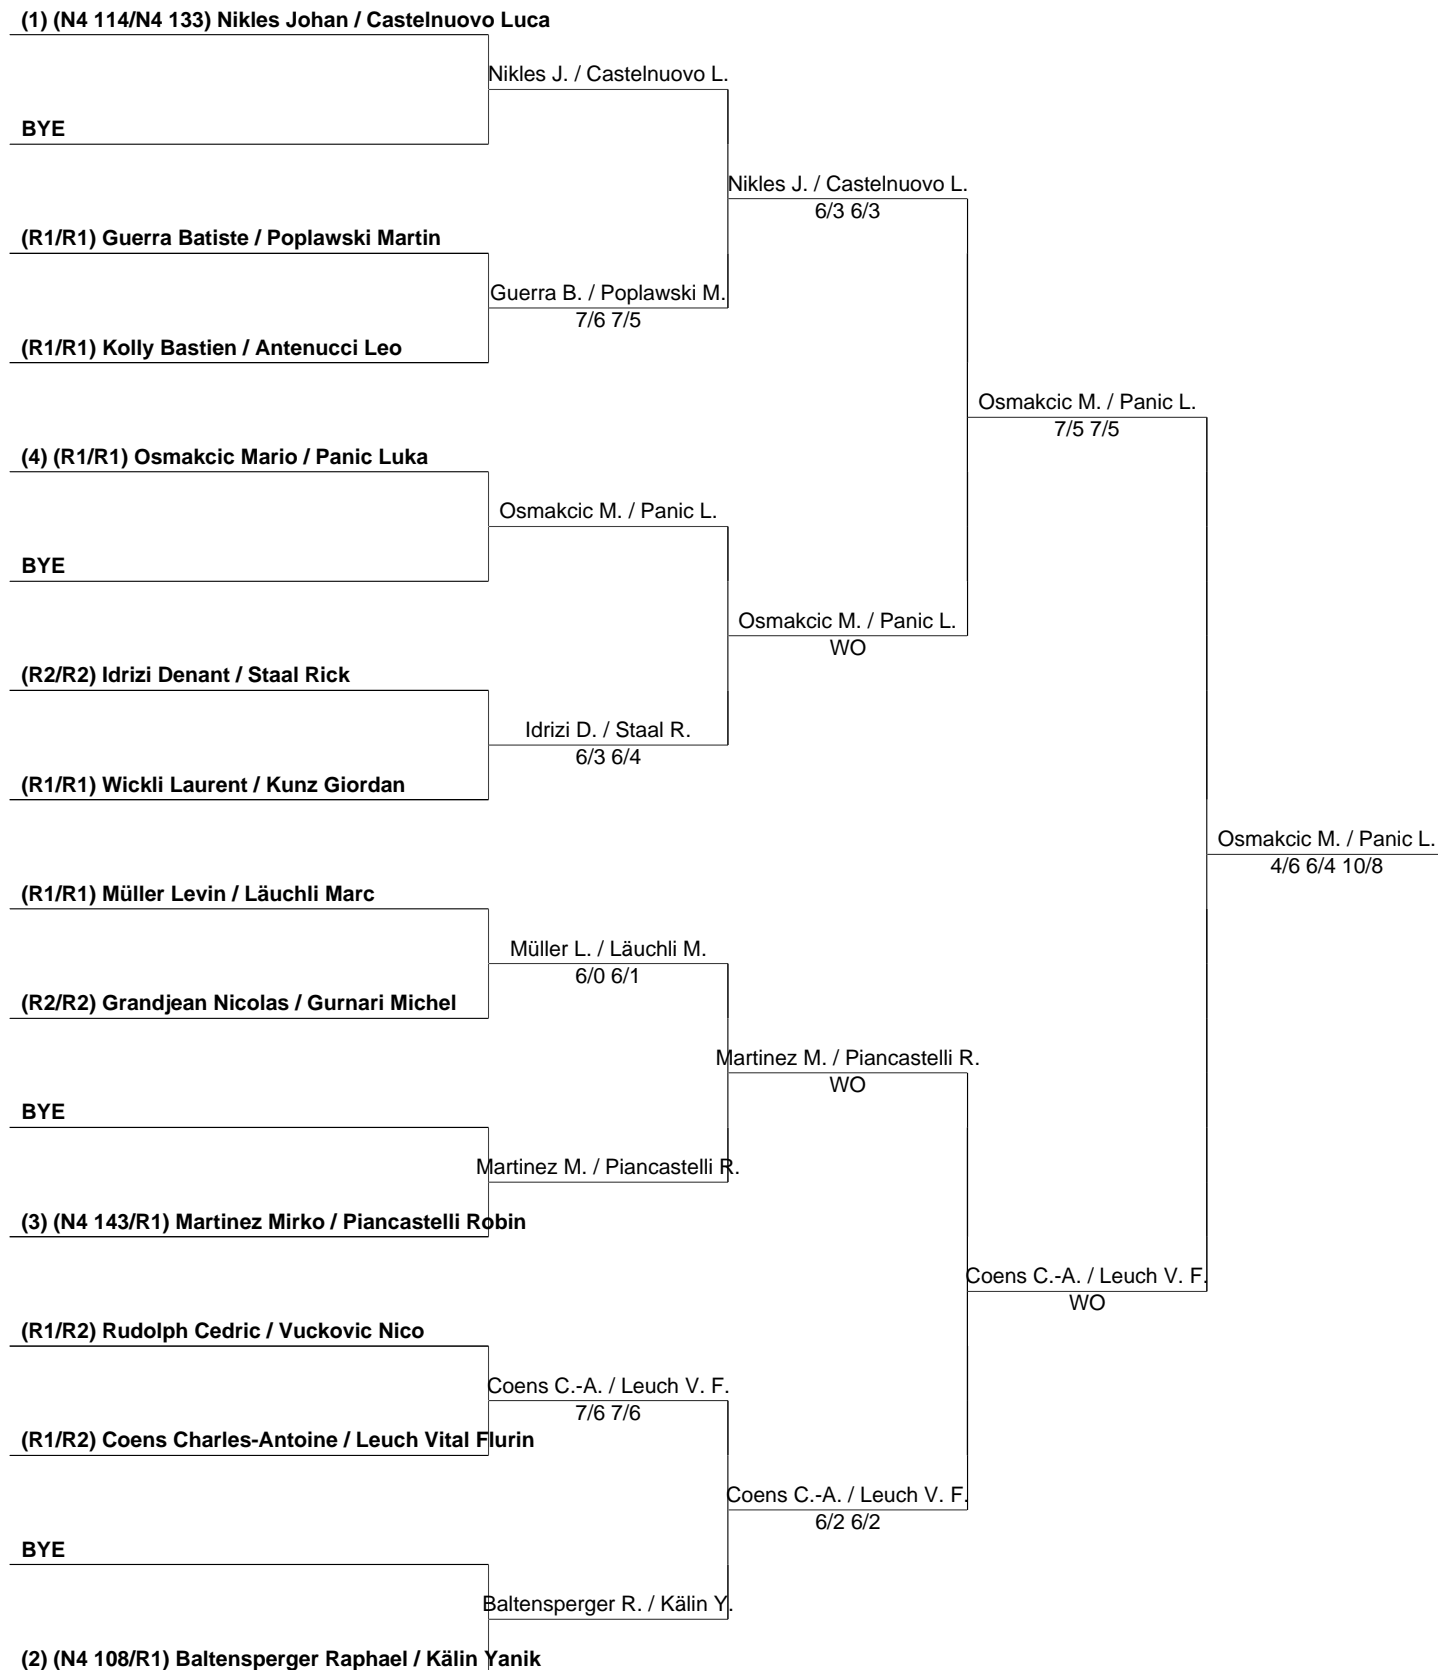 (1) (N4 114/N4 133) Nikles Johan / Castelnuovo Luca
Nikles J. / Castelnuovo L.
BYE
Nikles J. / Castelnuovo L.
6/3 6/3
(R1/R1) Guerra Batiste / Poplawski Martin
Guerra B. / Poplawski M.
7/6 7/5
(R1/R1) Kolly Bastien / Antenucci Leo
Osmakcic M. / Panic L.
7/5 7/5
(4) (R1/R1) Osmakcic Mario / Panic Luka
Osmakcic M. / Panic L.
BYE
Osmakcic M. / Panic L.
WO
(R2/R2) Idrizi Denant / Staal Rick
Idrizi D. / Staal R.
6/3 6/4
(R1/R1) Wickli Laurent / Kunz Giordan
Osmakcic M. / Panic L.
4/6 6/4 10/8
(R1/R1) Müller Levin / Läuchli Marc
Müller L. / Läuchli M.
6/0 6/1
(R2/R2) Grandjean Nicolas / Gurnari Michel
Martinez M. / Piancastelli R.
WO
BYE
Martinez M. / Piancastelli R.
(3) (N4 143/R1) Martinez Mirko / Piancastelli Robin
Coens C.-A. / Leuch V. F.
WO
(R1/R2) Rudolph Cedric / Vuckovic Nico
Coens C.-A. / Leuch V. F.
7/6 7/6
(R1/R2) Coens Charles-Antoine / Leuch Vital Flurin
Coens C.-A. / Leuch V. F.
6/2 6/2
BYE
Baltensperger R. / Kälin Y.
(2) (N4 108/R1) Baltensperger Raphael / Kälin Yanik